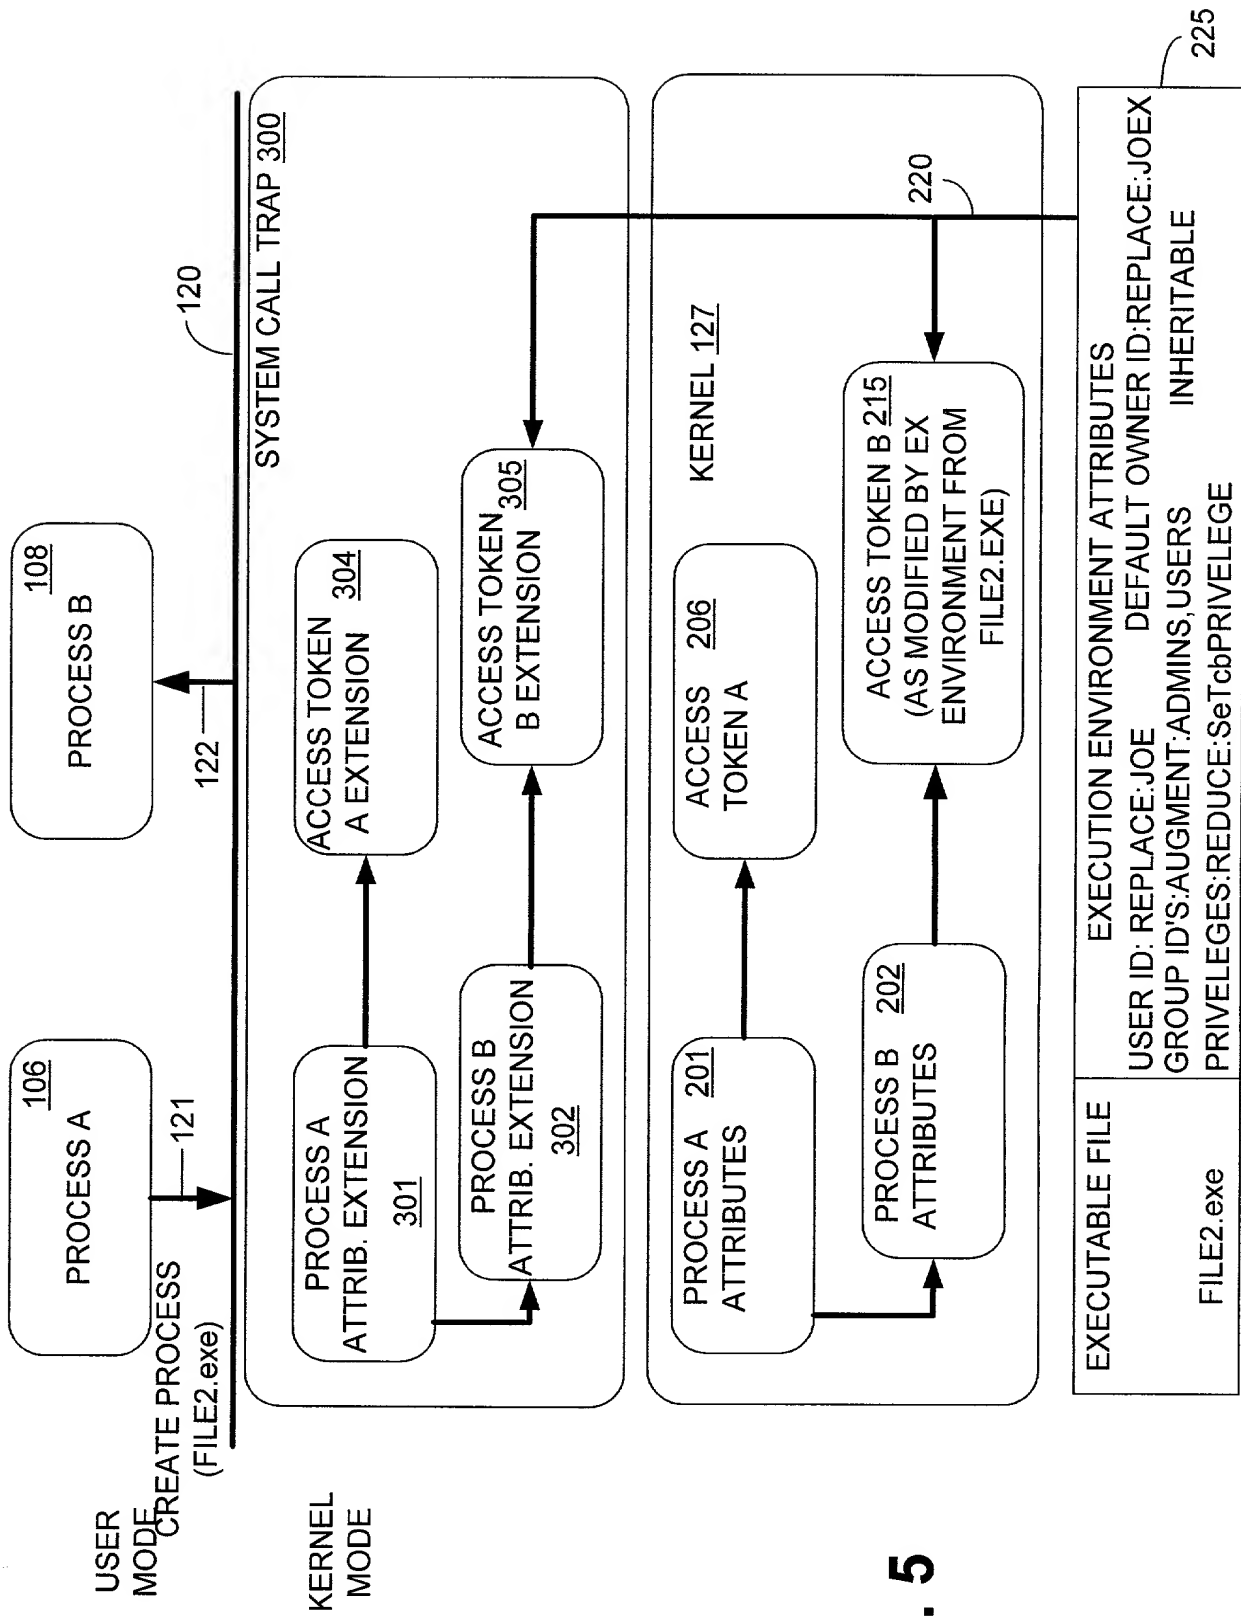 USER
MODE
CREATE PROCESS
(FILE2.exe)
PROCESS A
106
121
PROCESS B
108
122
120
KERNEL
MODE
SYSTEM CALL TRAP 300
PROCESS A
ATTRIB. EXTENSION
301
ACCESS TOKEN
A EXTENSION
304
PROCESS B
ATTRIB. EXTENSION
302
ACCESS TOKEN
B EXTENSION
305
KERNEL 127
PROCESS A
ATTRIBUTES
201
ACCESS
TOKEN A
206
PROCESS B
ATTRIBUTES
202
ACCESS TOKEN B 215
(AS MODIFIED BY EX
ENVIRONMENT FROM
FILE2.EXE)
220
225
EXECUTABLE FILE
FILE2.exe
EXECUTION ENVIRONMENT ATTRIBUTES
USER ID: REPLACE:JOE
DEFAULT OWNER ID:REPLACE:JOEX
GROUP ID'S:AUGMENT:ADMINS,USERS
INHERITABLE
PRIVELEGES:REDUCE:SeTcbPRIVELEGE
. 5